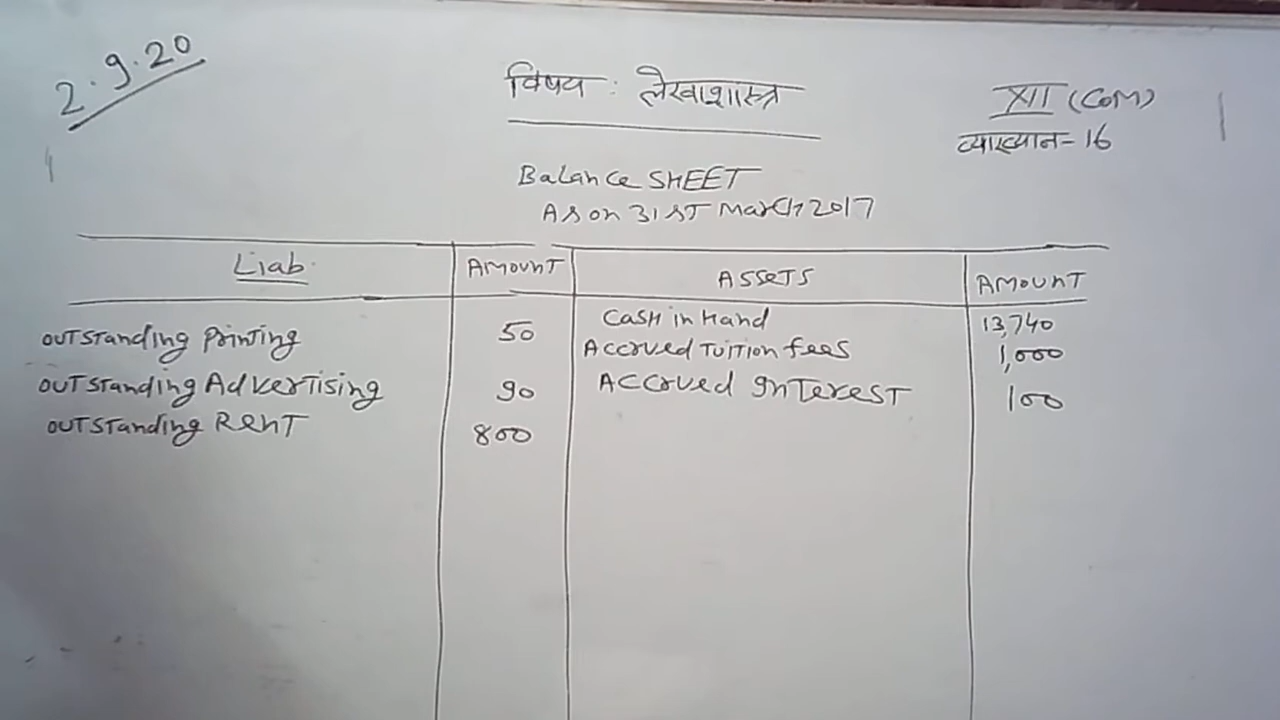 2.9.20
विषय : लेखाशास्त्र
XII (COM)
व्याख्यान- 16
Balance SHEET
AS on 31ST March 2017
Liab. AMOUNT ASSETS AMOUNT
OUTSTanding Printing 50 CASH in Hand 13,740
Accrued TUITION fees 1,000
OUTSTanding AdverTising 90 ACCrued InTeresT 100
OUTSTanding RenT 800